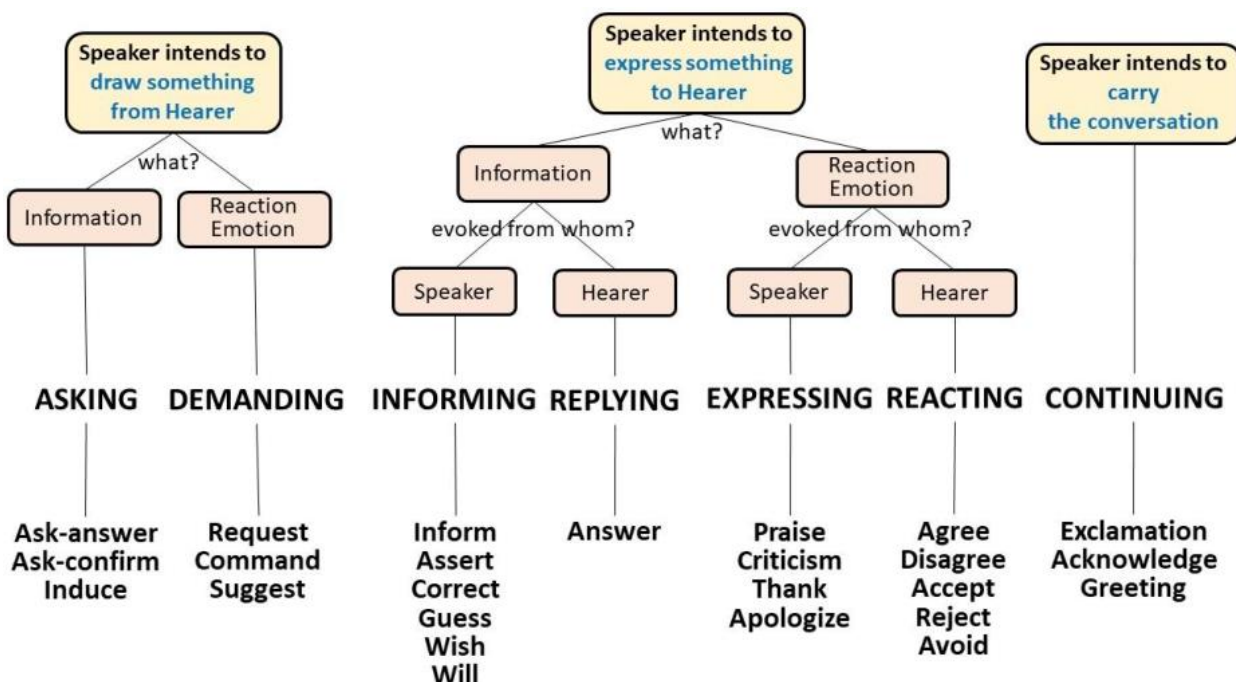 Speaker intends to
draw something
from Hearer
what?
Information
Reaction
Emotion
Speaker intends to
express something
to Hearer
what?
Information
Reaction
Emotion
evoked from whom?
evoked from whom?
Speaker
Hearer
Speaker
Hearer
Speaker intends to
carry
the conversation
ASKING
DEMANDING
INFORMING
REPLYING
EXPRESSING
REACTING
CONTINUING
Ask-answer
Ask-confirm
Induce
Request
Command
Suggest
Inform
Assert
Correct
Guess
Wish
Will
Answer
Praise
Criticism
Thank
Apologize
Agree
Disagree
Accept
Reject
Avoid
Exclamation
Acknowledge
Greeting